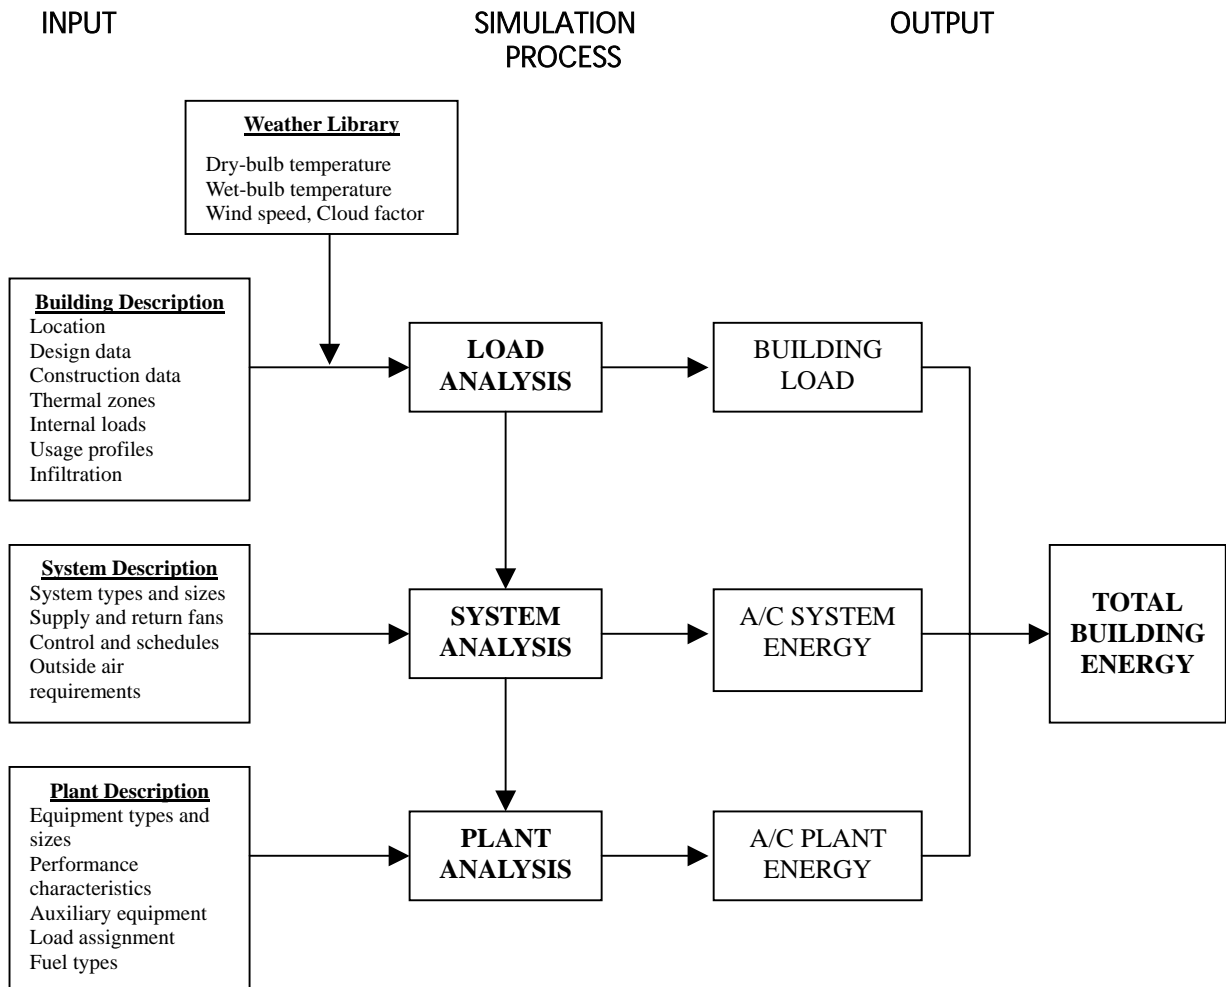 INPUT
SIMULATION
PROCESS
OUTPUT
Weather Library
Dry-bulb temperature
Wet-bulb temperature
Wind speed, Cloud factor
Building Description
Location
Design data
Construction data
Thermal zones
Internal loads
Usage profiles
Infiltration
LOAD
ANALYSIS
BUILDING
LOAD
System Description
System types and sizes
Supply and return fans
Control and schedules
Outside air
requirements
SYSTEM
ANALYSIS
A/C SYSTEM
ENERGY
TOTAL
BUILDING
ENERGY
Plant Description
Equipment types and
sizes
Performance
characteristics
Auxiliary equipment
Load assignment
Fuel types
PLANT
ANALYSIS
A/C PLANT
ENERGY